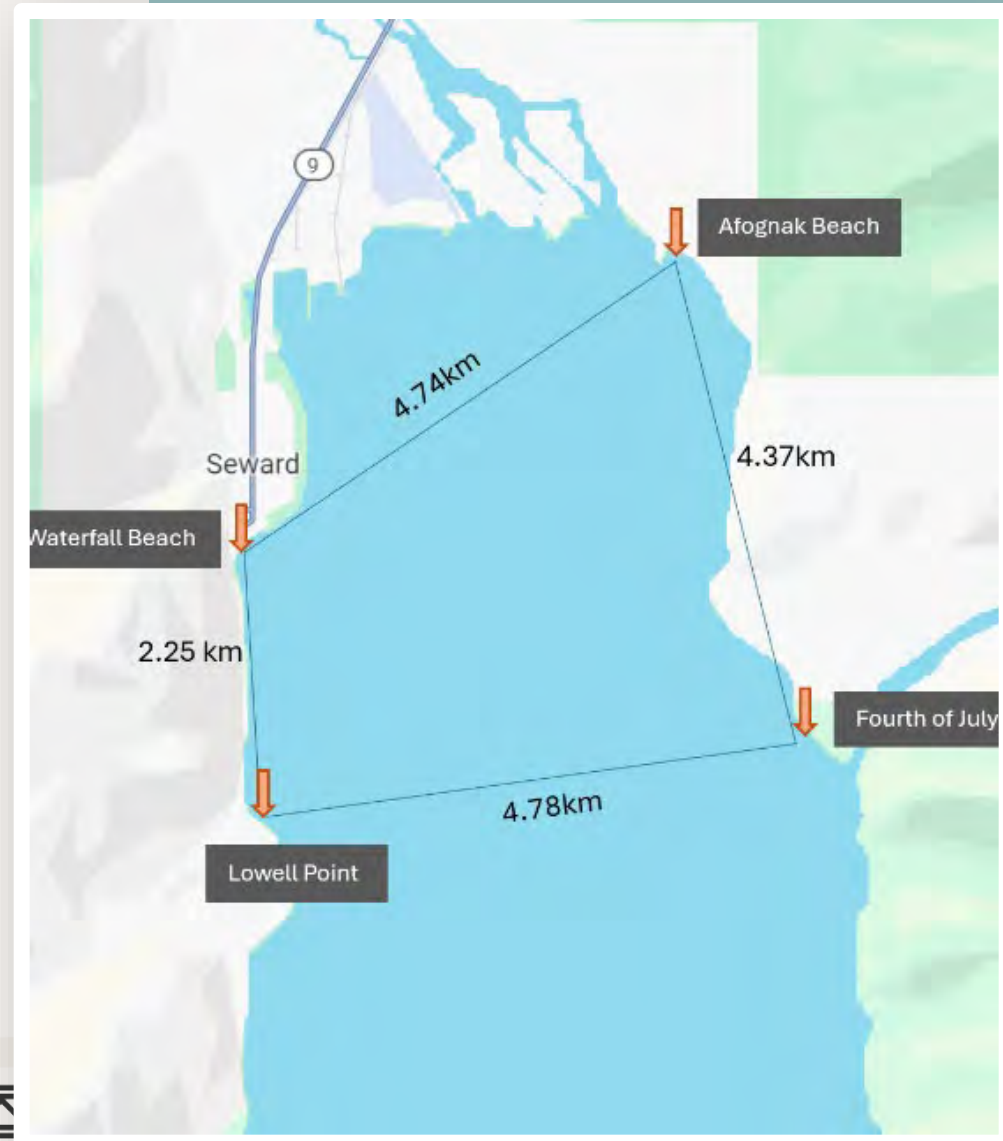 9
Afognak Beach
4.74km
4.37km
Seward
Waterfall Beach
2.25 km
Fourth of July
4.78km
Lowell Point